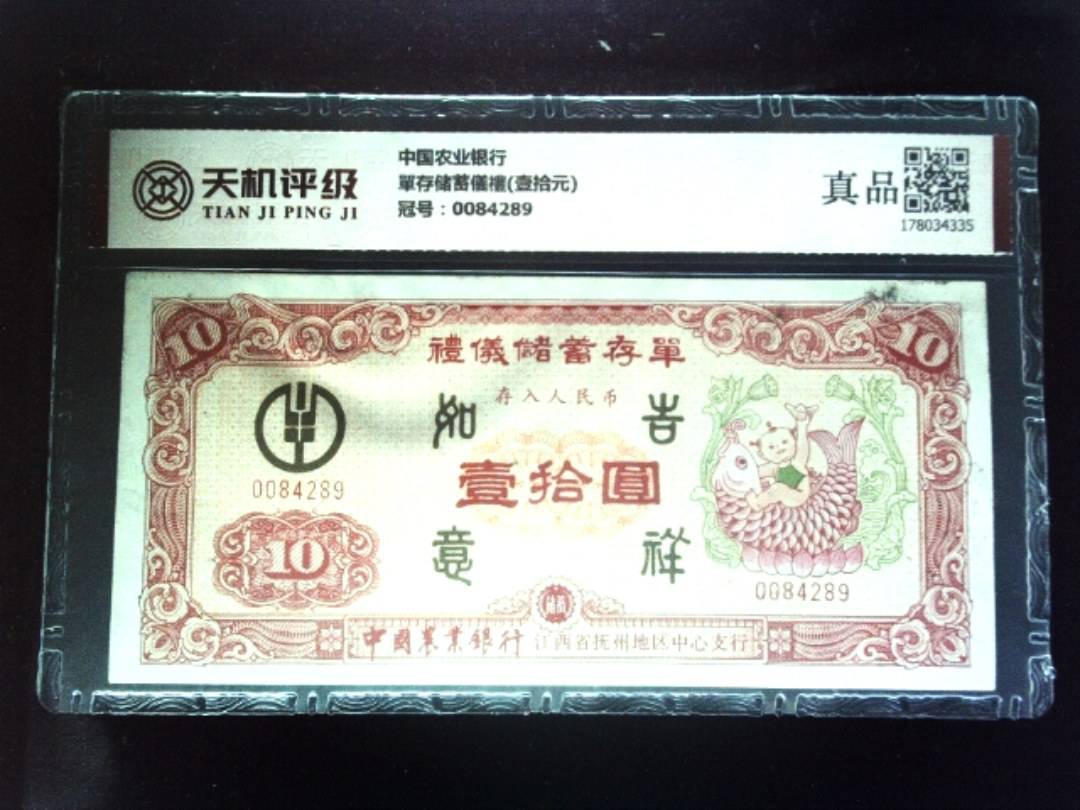 天机评级
TIAN JI PING JI
中国农业银行
單存储蓄儀禮(壹拾元)
冠号：0084289
真品
178034335
10
10
禮儀儲蓄存單
存入人民币
如 吉
0084289
壹拾圓
10
意 祥
0084289
中國農業銀行 江西省抚州地区中心支行